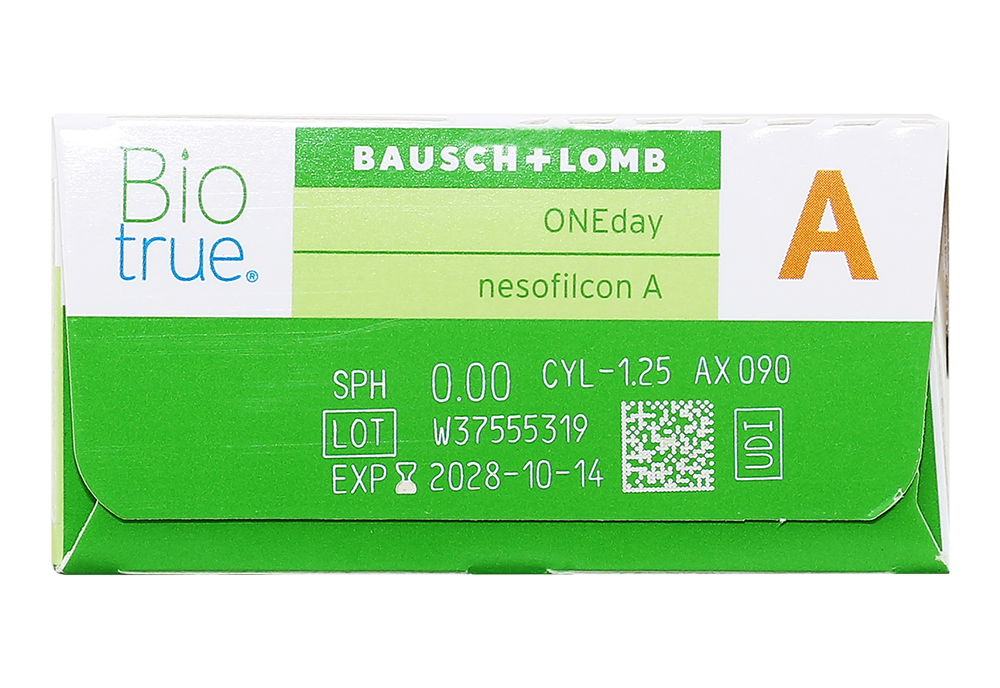 Bio
true®
BAUSCH+LOMB
ONEday
nesofilcon A
A
SPH 0.00 CYL-1.25 AX 090
LOT W37555319
EXP 2028-10-14
UDI